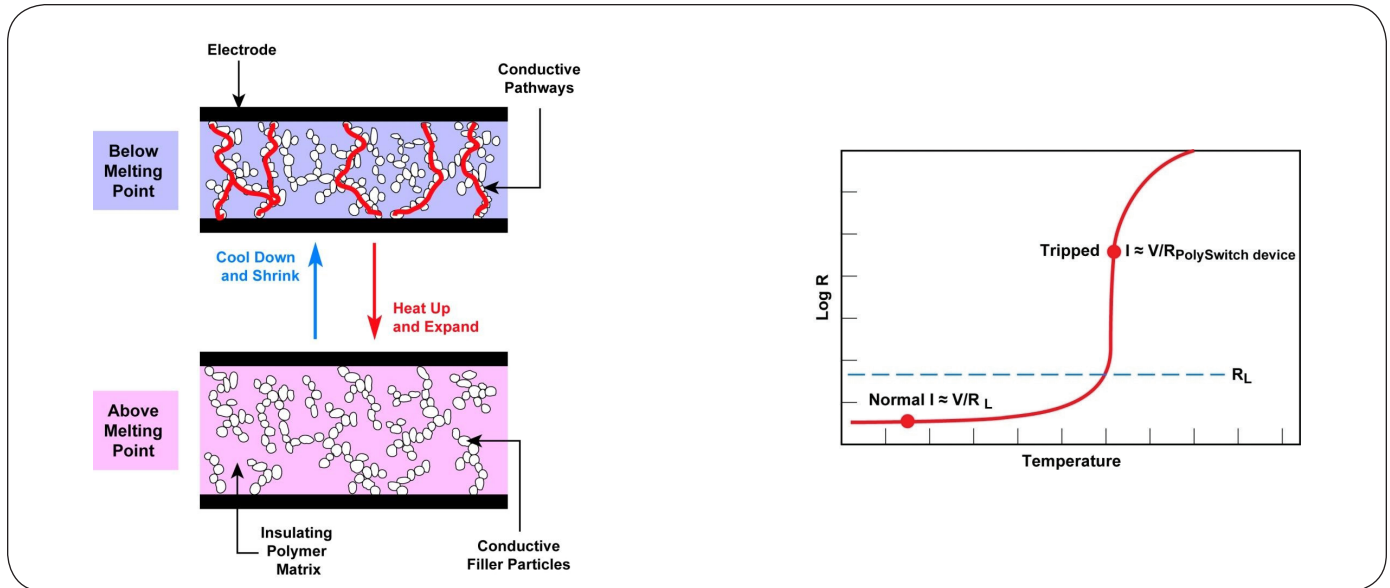 Electrode
Conductive
Pathways
Below
Melting
Point
Cool Down
and Shrink
Heat Up
and Expand
Above
Melting
Point
Insulating
Polymer
Matrix
Conductive
Filler Particles
Tripped I ≈ V/RPolySwitch device
Log R
RL
Normal I ≈ V/R L
Temperature